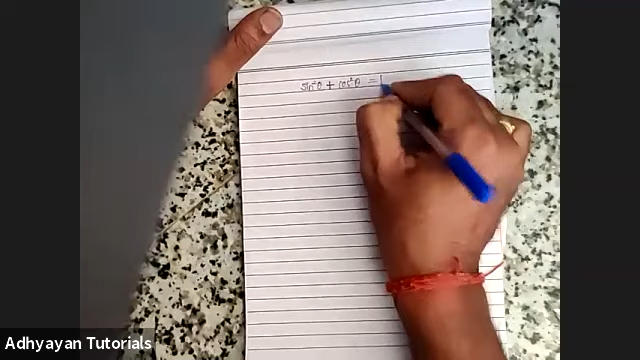 sin²θ + cos²θ = 1
Adhyayan Tutorials